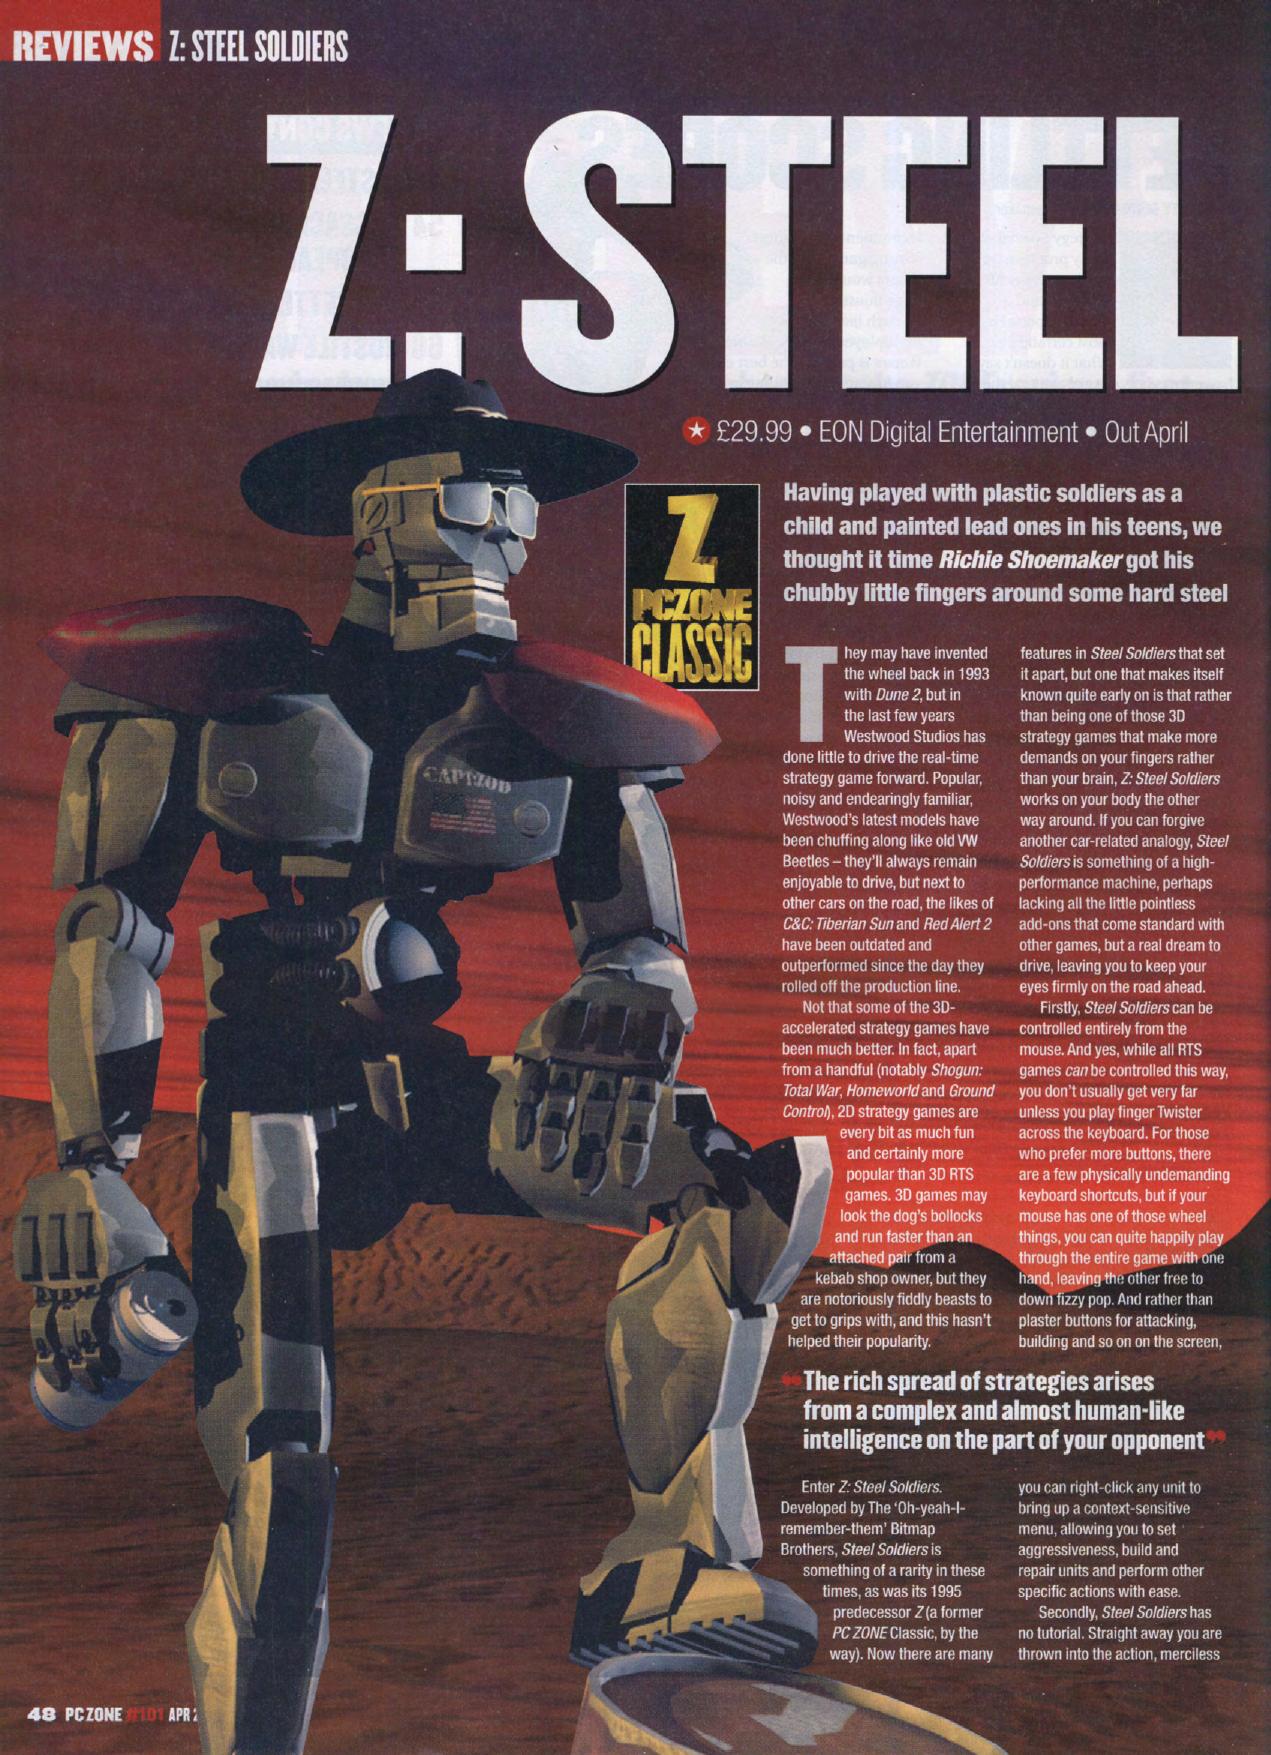 REVIEWS Z: STEEL SOLDIERS
Z: STEEL
£29.99 • EON Digital Entertainment • Out April
Z
PCZONE
CLASSIC
Having played with plastic soldiers as a
child and painted lead ones in his teens, we
thought it time Richie Shoemaker got his
chubby little fingers around some hard steel
CAPTZOD
They may have invented
the wheel back in 1993
with Dune 2, but in
the last few years
Westwood Studios has
done little to drive the real-time
strategy game forward. Popular,
noisy and endearingly familiar,
Westwood's latest models have
been chuffing along like old VW
Beetles – they'll always remain
enjoyable to drive, but next to
other cars on the road, the likes of
C&C: Tiberian Sun and Red Alert 2
have been outdated and
outperformed since the day they
rolled off the production line.
Not that some of the 3D-
accelerated strategy games have
been much better. In fact, apart
from a handful (notably Shogun:
Total War, Homeworld and Ground
Control), 2D strategy games are
every bit as much fun
and certainly more
popular than 3D RTS
games. 3D games may
look the dog's bollocks
and run faster than an
attached pair from a
kebab shop owner, but they
are notoriously fiddly beasts to
get to grips with, and this hasn't
helped their popularity.
"The rich spread of strategies arises
from a complex and almost human-like
intelligence on the part of your opponent"
Enter Z: Steel Soldiers.
Developed by The 'Oh-yeah-I-
remember-them' Bitmap
Brothers, Steel Soldiers is
something of a rarity in these
times, as was its 1995
predecessor Z (a former
PC ZONE Classic, by the
way). Now there are many
features in Steel Soldiers that set
it apart, but one that makes itself
known quite early on is that rather
than being one of those 3D
strategy games that make more
demands on your fingers rather
than your brain, Z: Steel Soldiers
works on your body the other
way around. If you can forgive
another car-related analogy, Steel
Soldiers is something of a high-
performance machine, perhaps
lacking all the little pointless
add-ons that come standard with
other games, but a real dream to
drive, leaving you to keep your
eyes firmly on the road ahead.
Firstly, Steel Soldiers can be
controlled entirely from the
mouse. And yes, while all RTS
games can be controlled this way,
you don't usually get very far
unless you play finger Twister
across the keyboard. For those
who prefer more buttons, there
are a few physically undemanding
keyboard shortcuts, but if your
mouse has one of those wheel
things, you can quite happily play
through the entire game with one
hand, leaving the other free to
down fizzy pop. And rather than
plaster buttons for attacking,
building and so on on the screen,
you can right-click any unit to
bring up a context-sensitive
menu, allowing you to set
aggressiveness, build and
repair units and perform other
specific actions with ease.
Secondly, Steel Soldiers has
no tutorial. Straight away you are
thrown into the action, merciless
48 PCZONE #101 APR 2